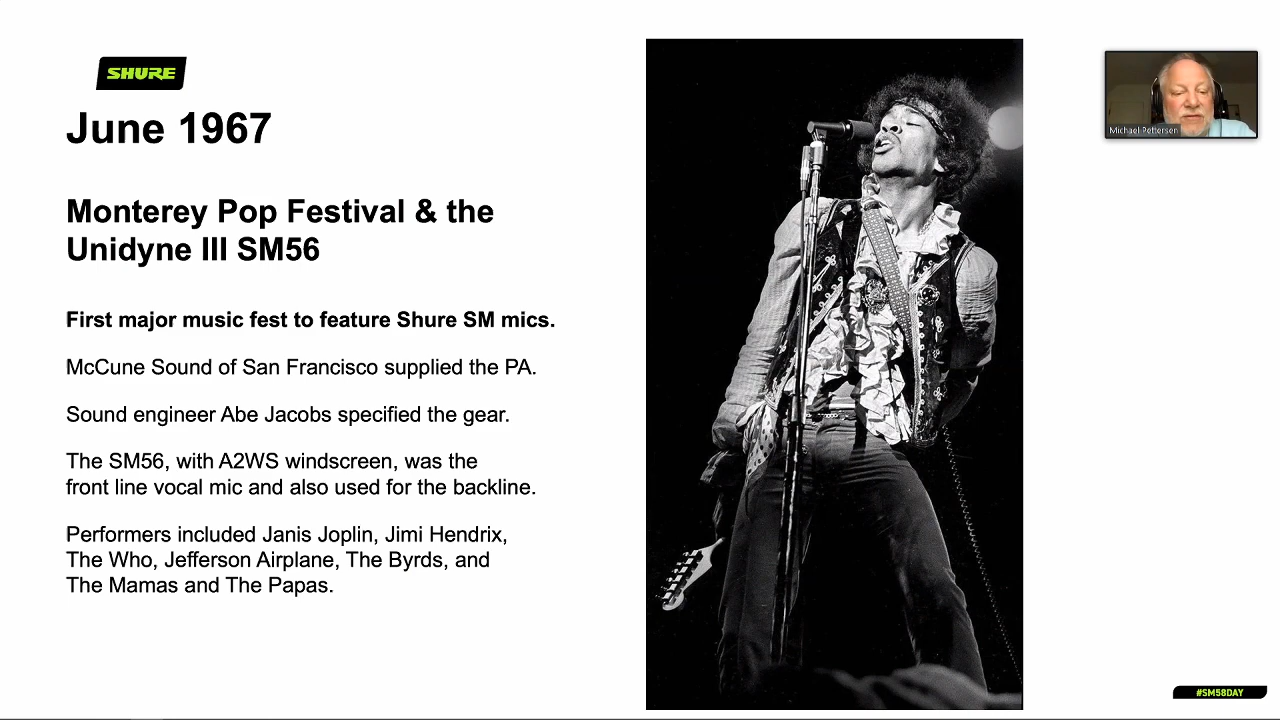 SHURE
June 1967
Monterey Pop Festival & the
Unidyne III SM56
First major music fest to feature Shure SM mics.
McCune Sound of San Francisco supplied the PA.
Sound engineer Abe Jacobs specified the gear.
The SM56, with A2WS windscreen, was the
front line vocal mic and also used for the backline.
Performers included Janis Joplin, Jimi Hendrix,
The Who, Jefferson Airplane, The Byrds, and
The Mamas and The Papas.
Michael Pettersen
#SM58DAY